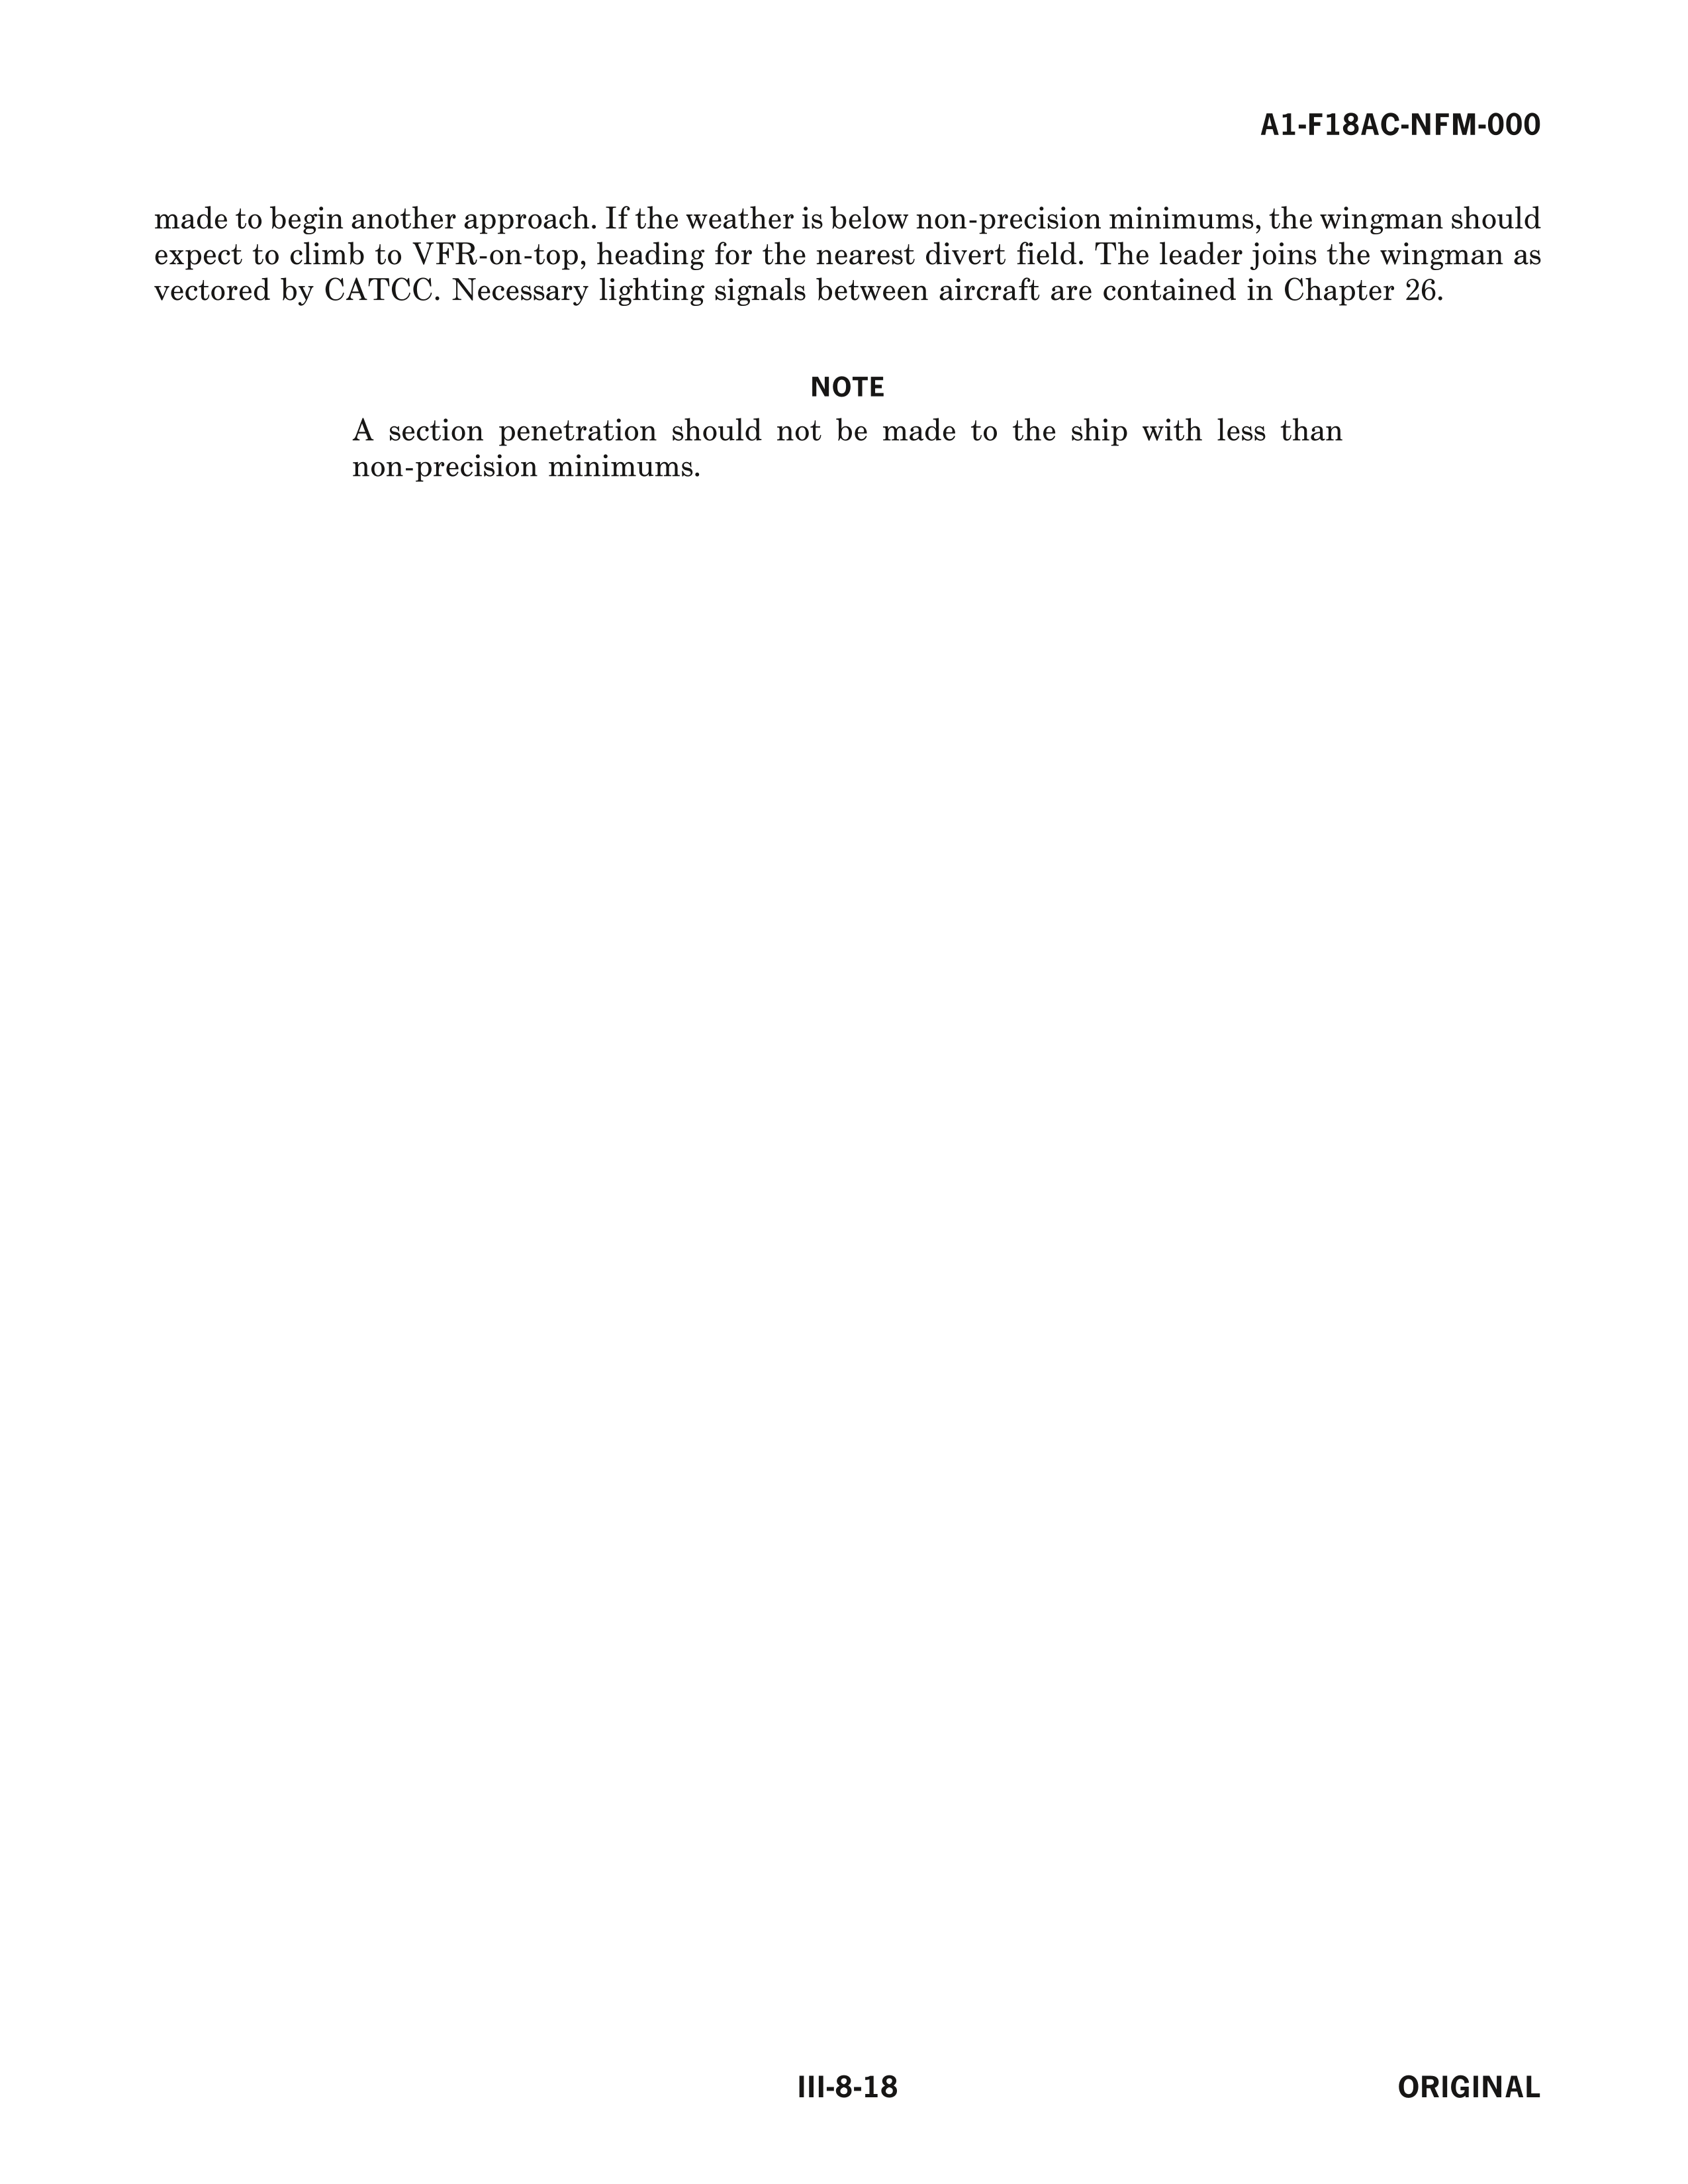 A1-F18AC-NFM-000
made to begin another approach. If the weather is below non-precision minimums, the wingman should
expect to climb to VFR-on-top, heading for the nearest divert field. The leader joins the wingman as
vectored by CATCC. Necessary lighting signals between aircraft are contained in Chapter 26.
NOTE
A section penetration should not be made to the ship with less than
non-precision minimums.
III-8-18
ORIGINAL